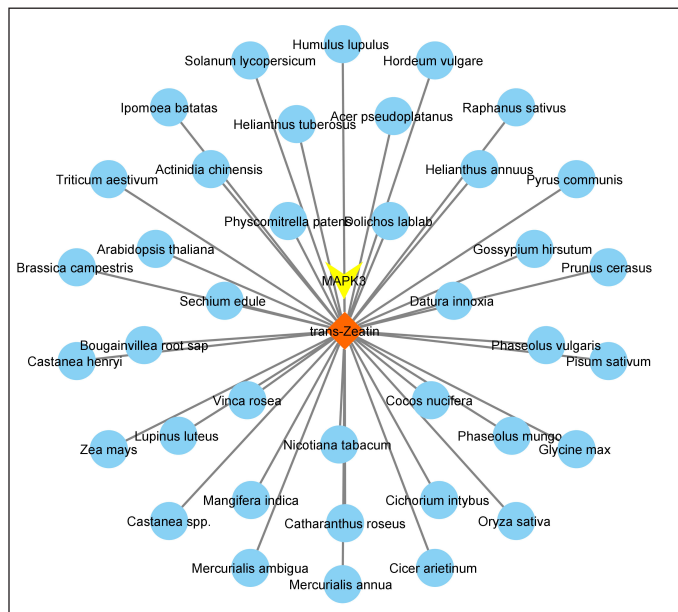 Humulus lupulus
Solanum lycopersicum
Hordeum vulgare
Ipomoea batatas
Raphanus sativus
Helianthus tuberosus
Acer pseudoplatanus
Actinidia chinensis
Helianthus annuus
Triticum aestivum
Pyrus communis
Physcomitrella patens
Dolichos lablab
Arabidopsis thaliana
Gossypium hirsutum
Brassica campestris
Prunus cerasus
MAPK3
Sechium edule
Datura innoxia
trans-Zeatin
Bougainvillea root sap
Phaseolus vulgaris
Castanea henryi
Pisum sativum
Vinca rosea
Cocos nucifera
Lupinus luteus
Phaseolus mungo
Nicotiana tabacum
Zea mays
Glycine max
Mangifera indica
Cichorium intybus
Castanea spp.
Catharanthus roseus
Oryza sativa
Mercurialis ambigua
Cicer arietinum
Mercurialis annua